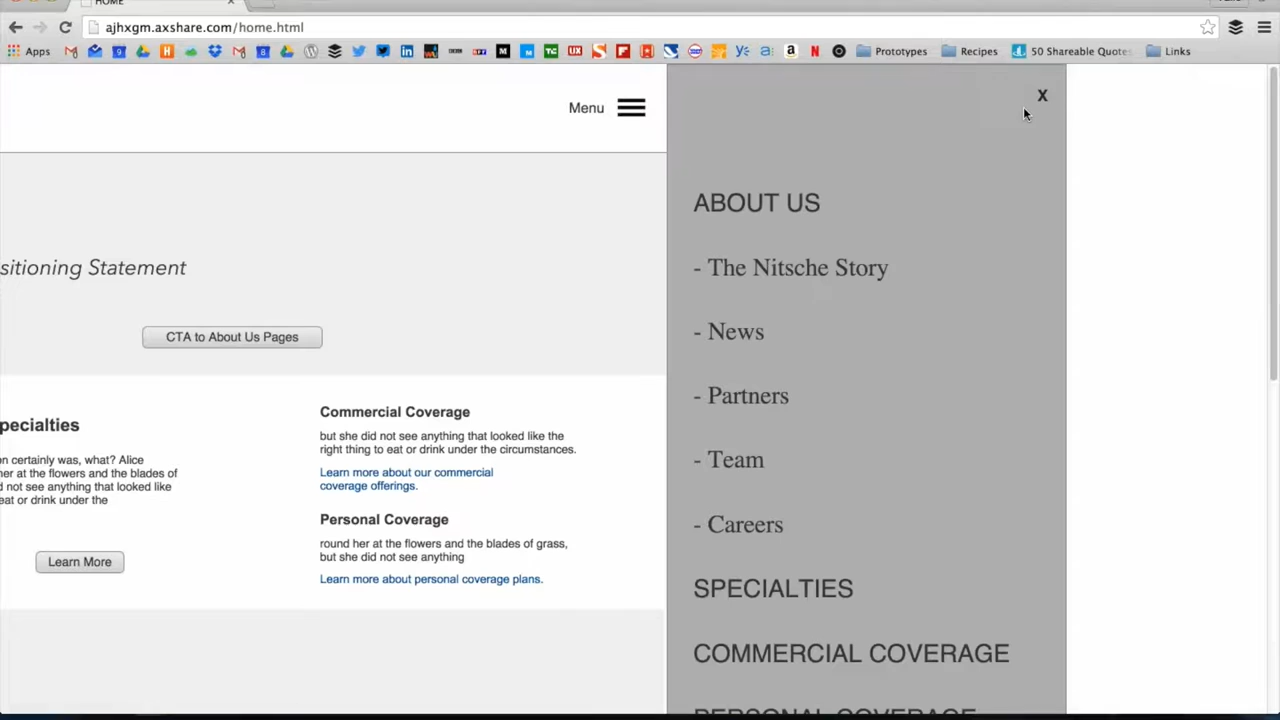 HOME
x
ajhxgm.axshare.com/home.html
Apps
Prototypes
Recipes
50 Shareable Quote
Links
Menu
X
ABOUT US
- The Nitsche Story
- News
- Partners
- Team
- Careers
SPECIALTIES
COMMERCIAL COVERAGE
PERSONAL COVERAGE
sitioning Statement
CTA to About Us Pages
pecialties
on certainly was, what? Alice
her at the flowers and the blades of
d not see anything that looked like
eat or drink under the
Learn More
Commercial Coverage
but she did not see anything that looked like the
right thing to eat or drink under the circumstances.
Learn more about our commercial
coverage offerings.
Personal Coverage
round her at the flowers and the blades of grass,
but she did not see anything
Learn more about personal coverage plans.